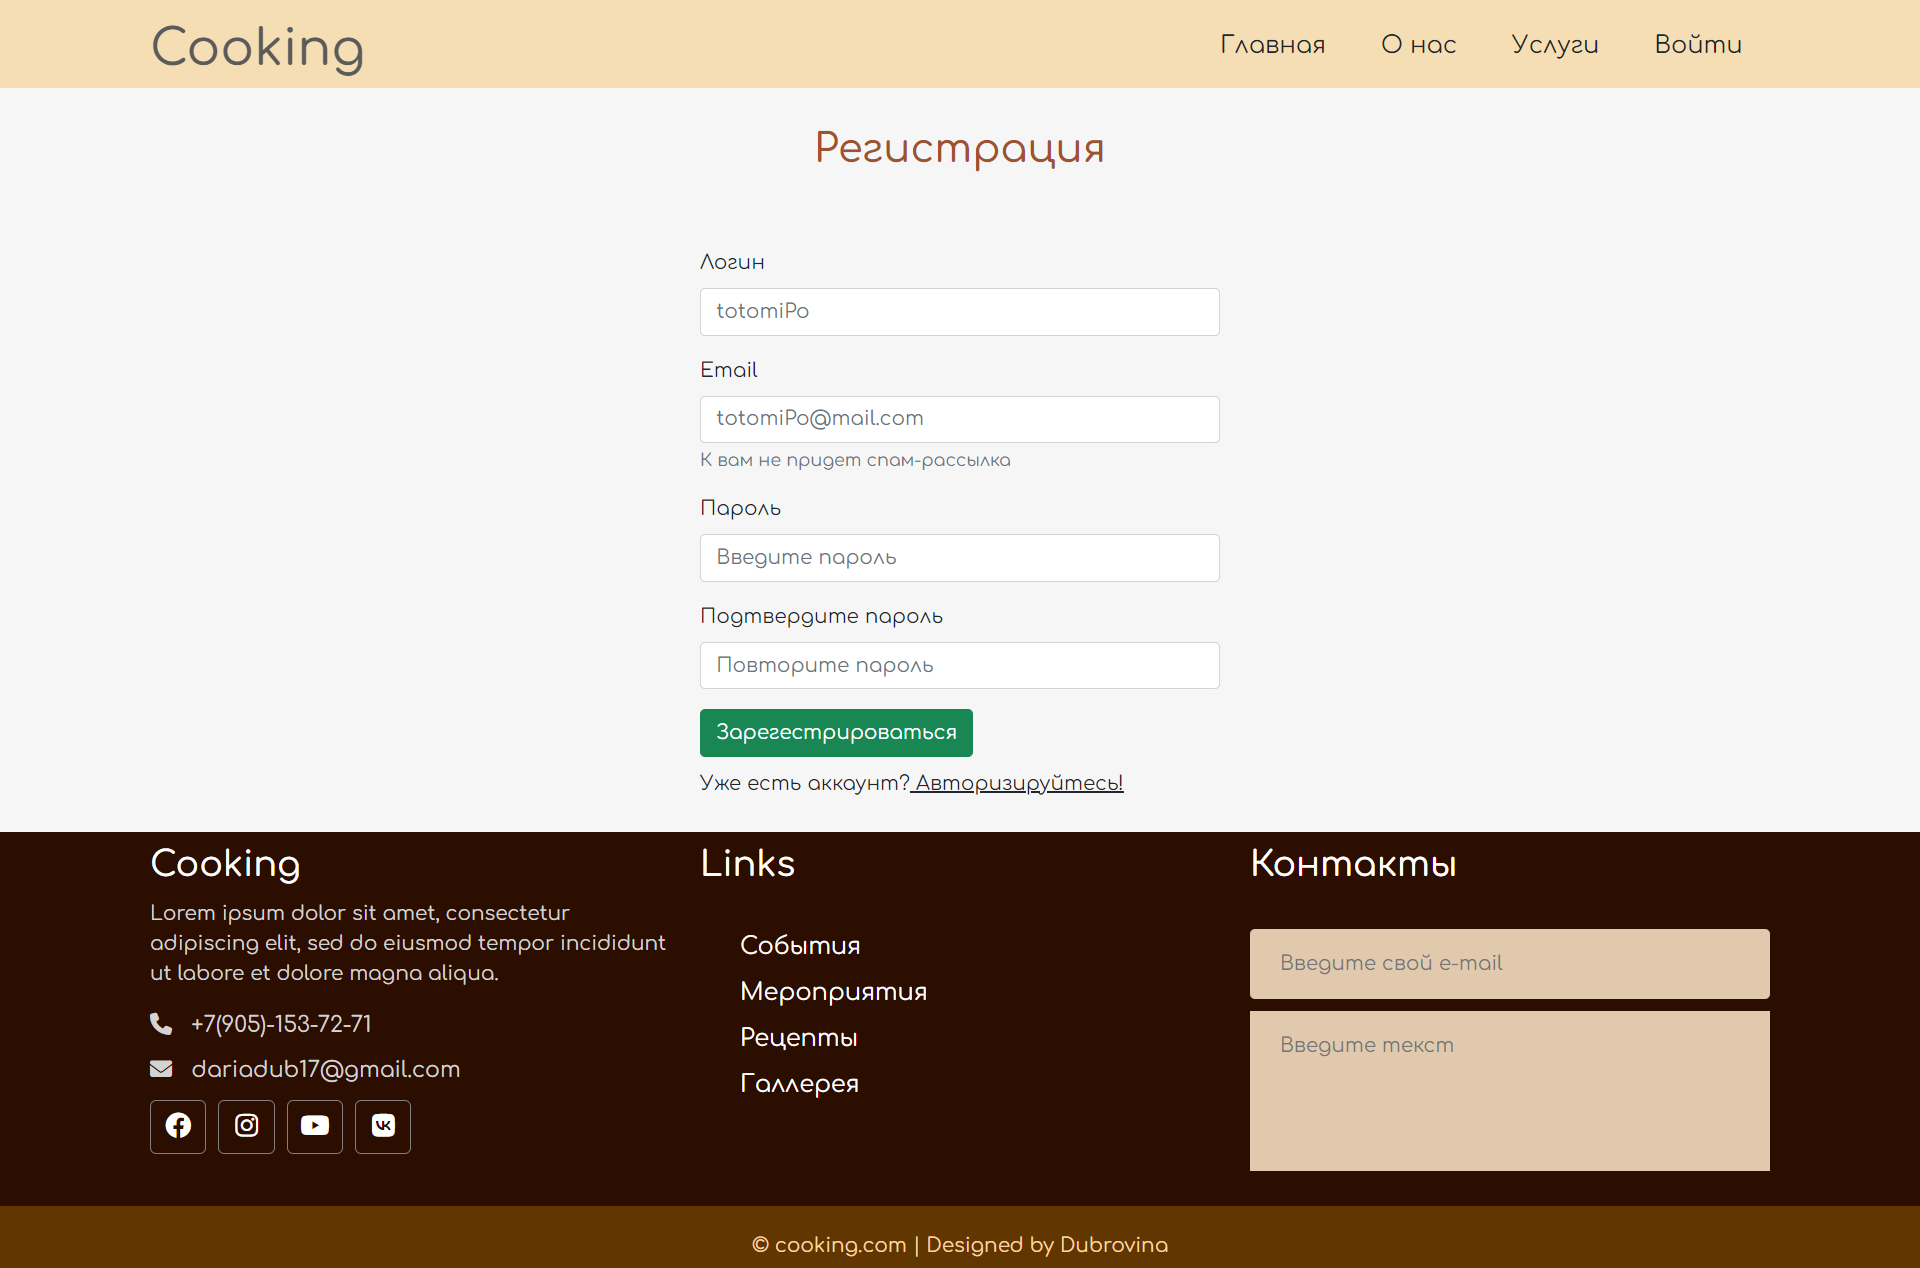 Cooking
Главная
О нас
Услуги
Войти
Регистрация
Логин
totomiPo
Email
totomiPo@mail.com
К вам не придет спам-рассылка
Пароль
Введите пароль
Подтвердите пароль
Повторите пароль
Зарегестрироваться
Уже есть аккаунт? Авторизируйтесь!
Cooking
Lorem ipsum dolor sit amet, consectetur
adipiscing elit, sed do eiusmod tempor incididunt
ut labore et dolore magna aliqua.
+7(905)-153-72-71
dariadub17@gmail.com
Links
События
Мероприятия
Рецепты
Галлерея
Контакты
Введите свой e-mail
Введите текст
© cooking.com | Designed by Dubrovina